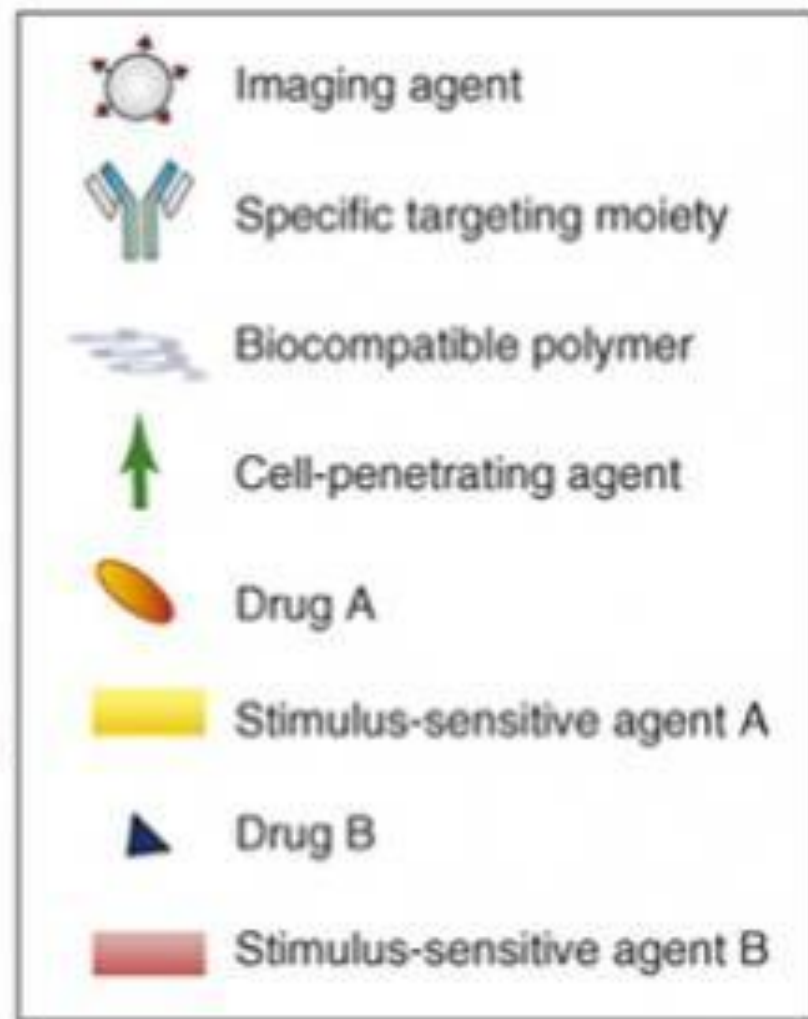 Imaging agent
Specific targeting moiety
Biocompatible polymer
Cell-penetrating agent
Drug A
Stimulus-sensitive agent A
Drug B
Stimulus-sensitive agent B